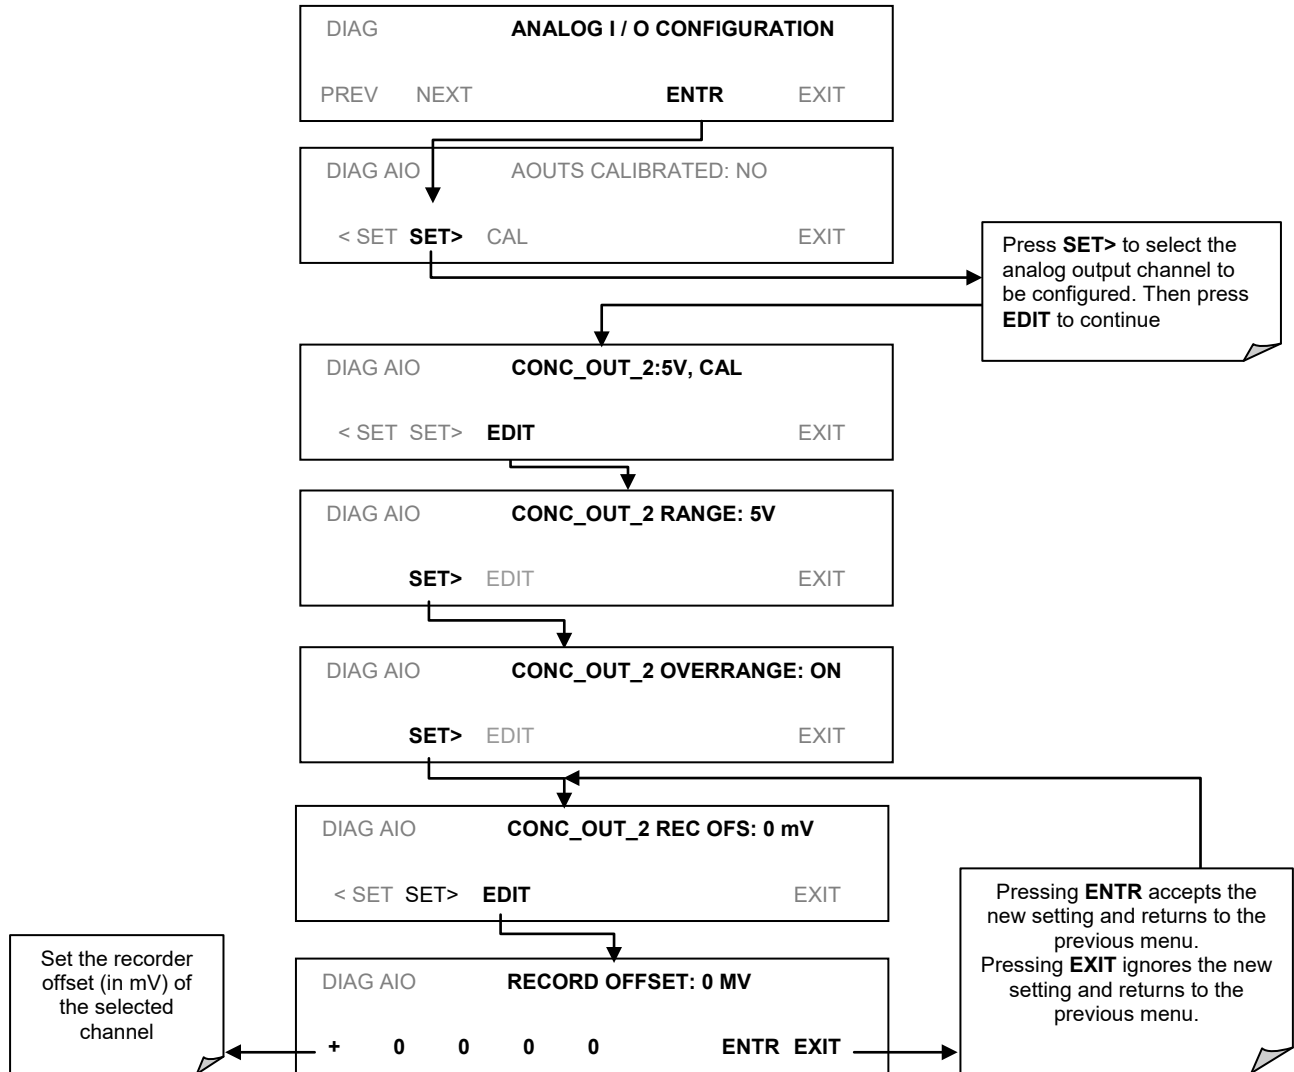 DIAG ANALOG I / O CONFIGURATION
PREV NEXT ENTR EXIT
DIAG AIO AOUTS CALIBRATED: NO
< SET SET> CAL EXIT
Press SET> to select the
analog output channel to
be configured. Then press
EDIT to continue
DIAG AIO CONC_OUT_2:5V, CAL
< SET SET> EDIT EXIT
DIAG AIO CONC_OUT_2 RANGE: 5V
SET> EDIT EXIT
DIAG AIO CONC_OUT_2 OVERRANGE: ON
SET> EDIT EXIT
DIAG AIO CONC_OUT_2 REC OFS: 0 mV
< SET SET> EDIT EXIT
Pressing ENTR accepts the
new setting and returns to the
previous menu.
Pressing EXIT ignores the new
setting and returns to the
previous menu.
Set the recorder
offset (in mV) of
the selected
channel
DIAG AIO RECORD OFFSET: 0 MV
+ 0 0 0 0 ENTR EXIT